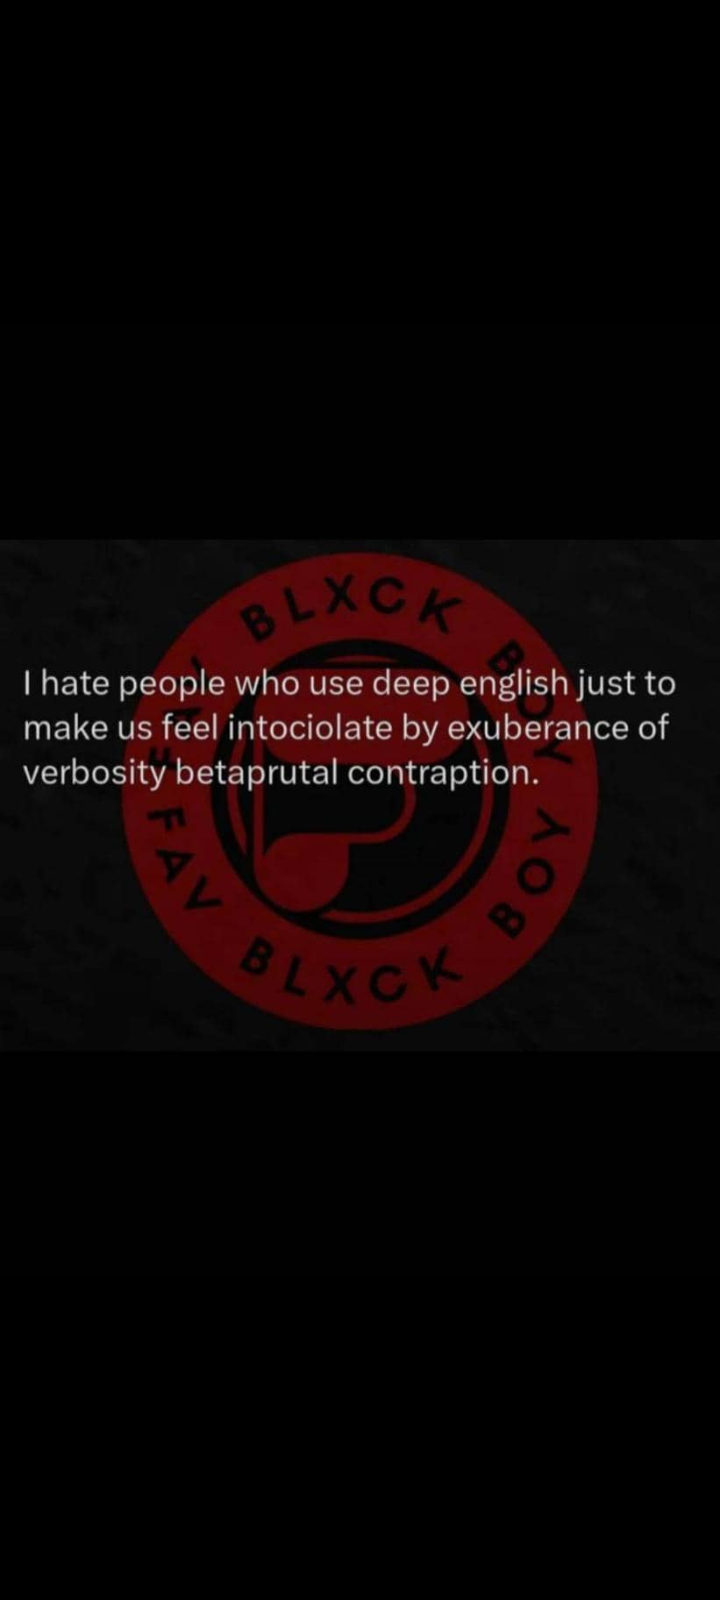 BLXCK BOY
I hate people who use deep english just to
make us feel intociolate by exuberance of
verbosity betaprutal contraption.
FAV BLXCK BOY